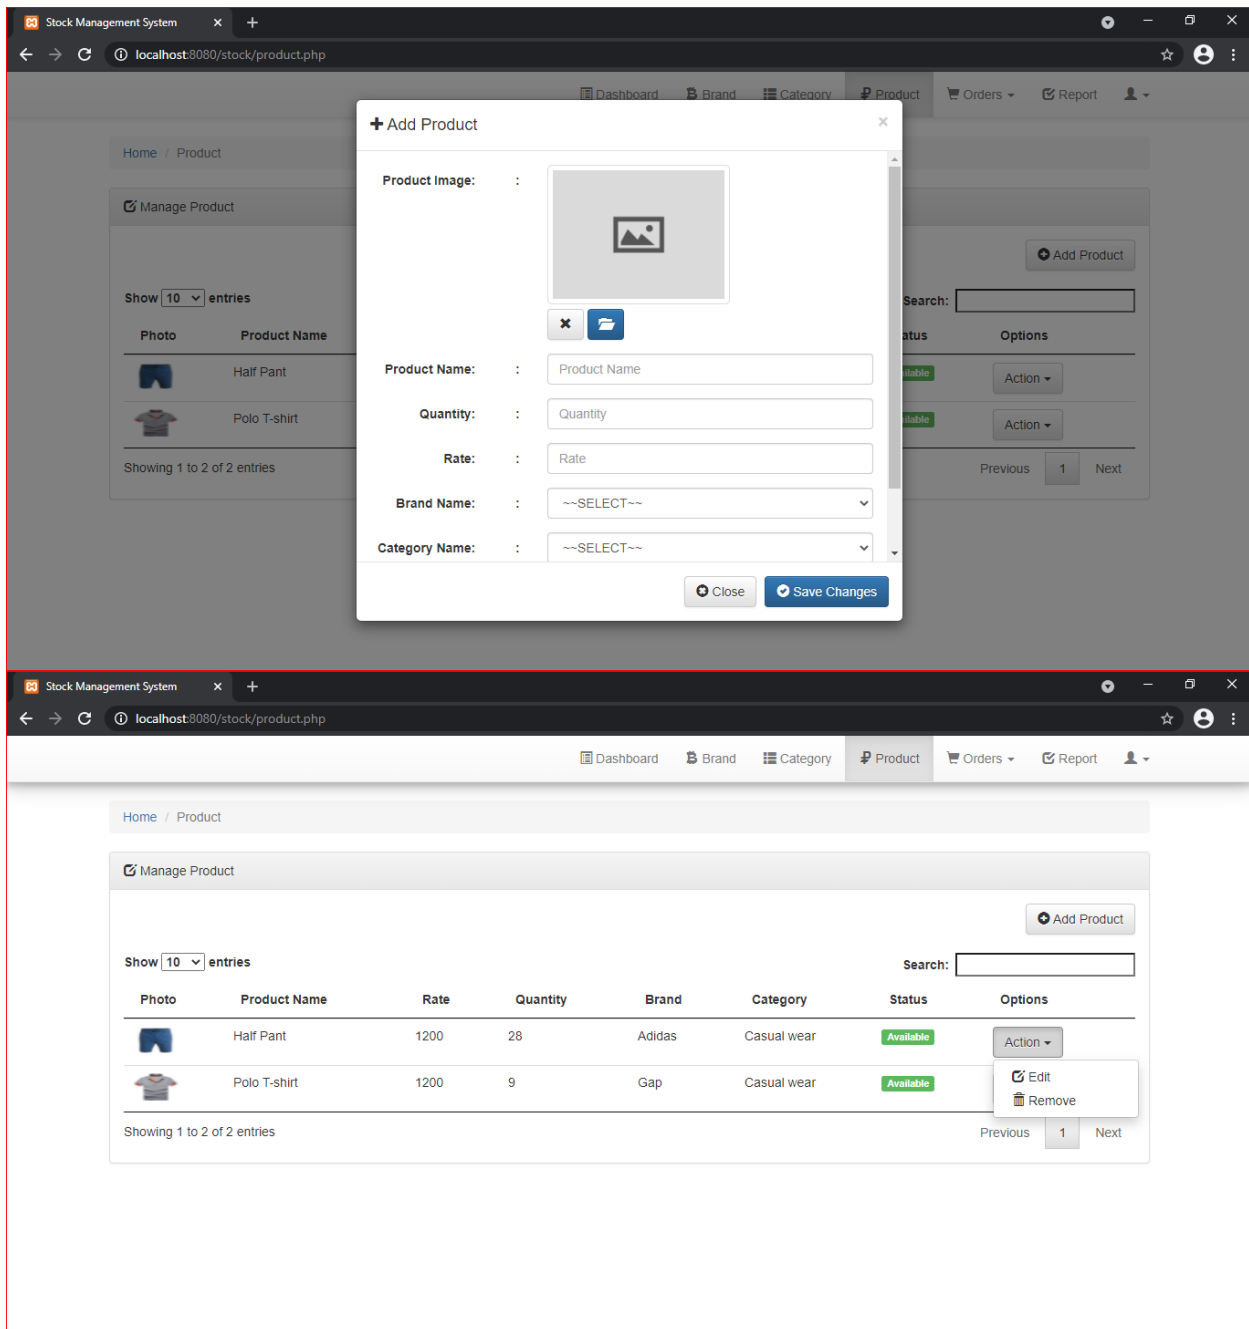 Stock Management System
localhost:8080/stock/product.php
Dashboard Brand Category Product Orders Report
+ Add Product ×
Home / Product
Product Image: :
Manage Product
Add Product
Show 10 entries Search:
Photo Product Name atus Options
Half Pant ilable Action
Product Name: : Product Name
Polo T-shirt ilable Action
Quantity: : Quantity
Rate: : Rate
Showing 1 to 2 of 2 entries Previous 1 Next
Brand Name: : ~~SELECT~~
Category Name: : ~~SELECT~~
Close Save Changes
Stock Management System
localhost:8080/stock/product.php
Dashboard Brand Category Product Orders Report
Home / Product
Manage Product
Add Product
Show 10 entries Search:
Photo Product Name Rate Quantity Brand Category Status Options
Half Pant 1200 28 Adidas Casual wear Available Action
Edit
Polo T-shirt 1200 9 Gap Casual wear Available
Remove
Showing 1 to 2 of 2 entries Previous 1 Next